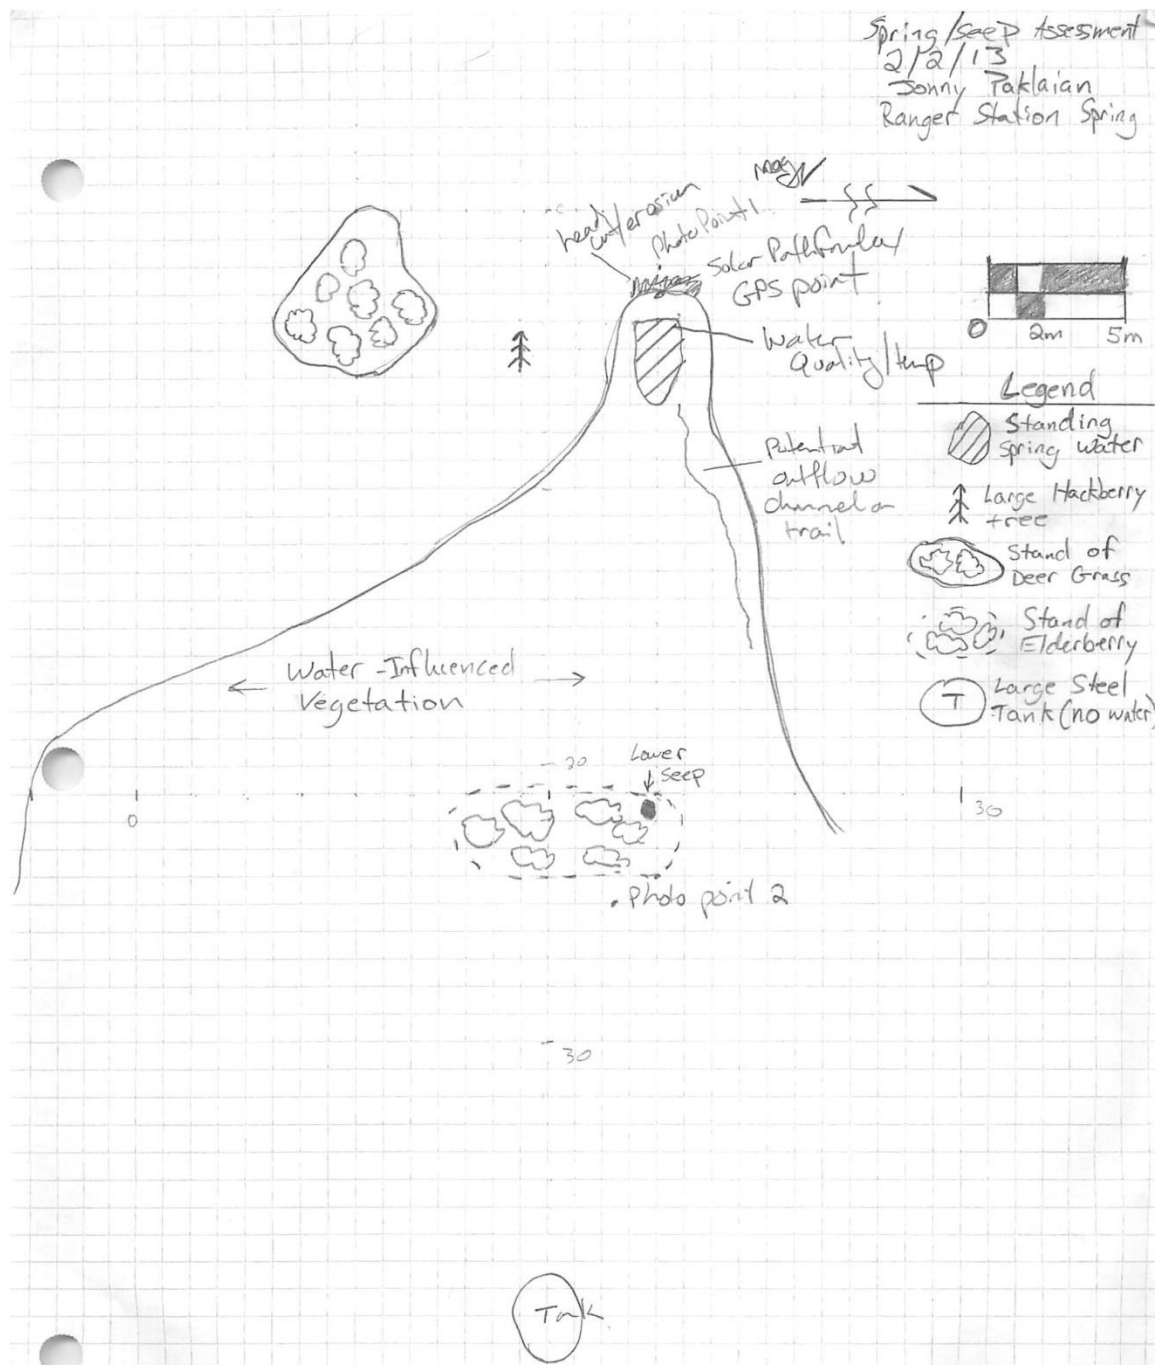 Spring/Seep Assessment
2/2/13
Jonny Paklaian
Ranger Station Spring
Mag N
head
cut/erosion
Photo Point 1
Solar Pathfinder/
GPS point
Water
Quality/temp
0
2m
5m
Legend
Standing
Spring Water
Large Hackberry
tree
Stand of
Deer Grass
Stand of
Elderberry
T
Large Steel
Tank (no water)
Potential
outflow
channel on
trail
Water-Influenced
Vegetation
20
Lower
Seep
0
30
Photo point 2
30
Tank